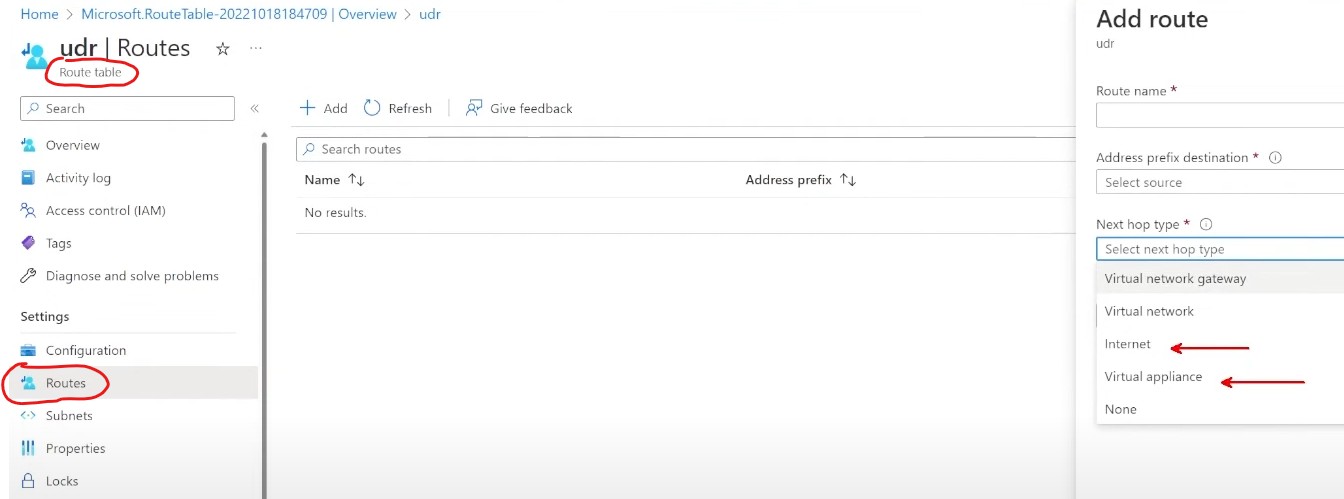 Home > Microsoft.RouteTable-20221018184709 | Overview > udr
udr | Routes ☆ ...
Route table
Search «
Overview
Activity log
Access control (IAM)
Tags
Diagnose and solve problems
Settings
Configuration
Routes
Subnets
Properties
Locks
+ Add Refresh | Give feedback
Search routes
Name ↑↓ Address prefix ↑↓
No results.
Add route
udr
Route name *
Address prefix destination *
Select source
Next hop type *
Select next hop type
Virtual network gateway
Virtual network
Internet
Virtual appliance
None